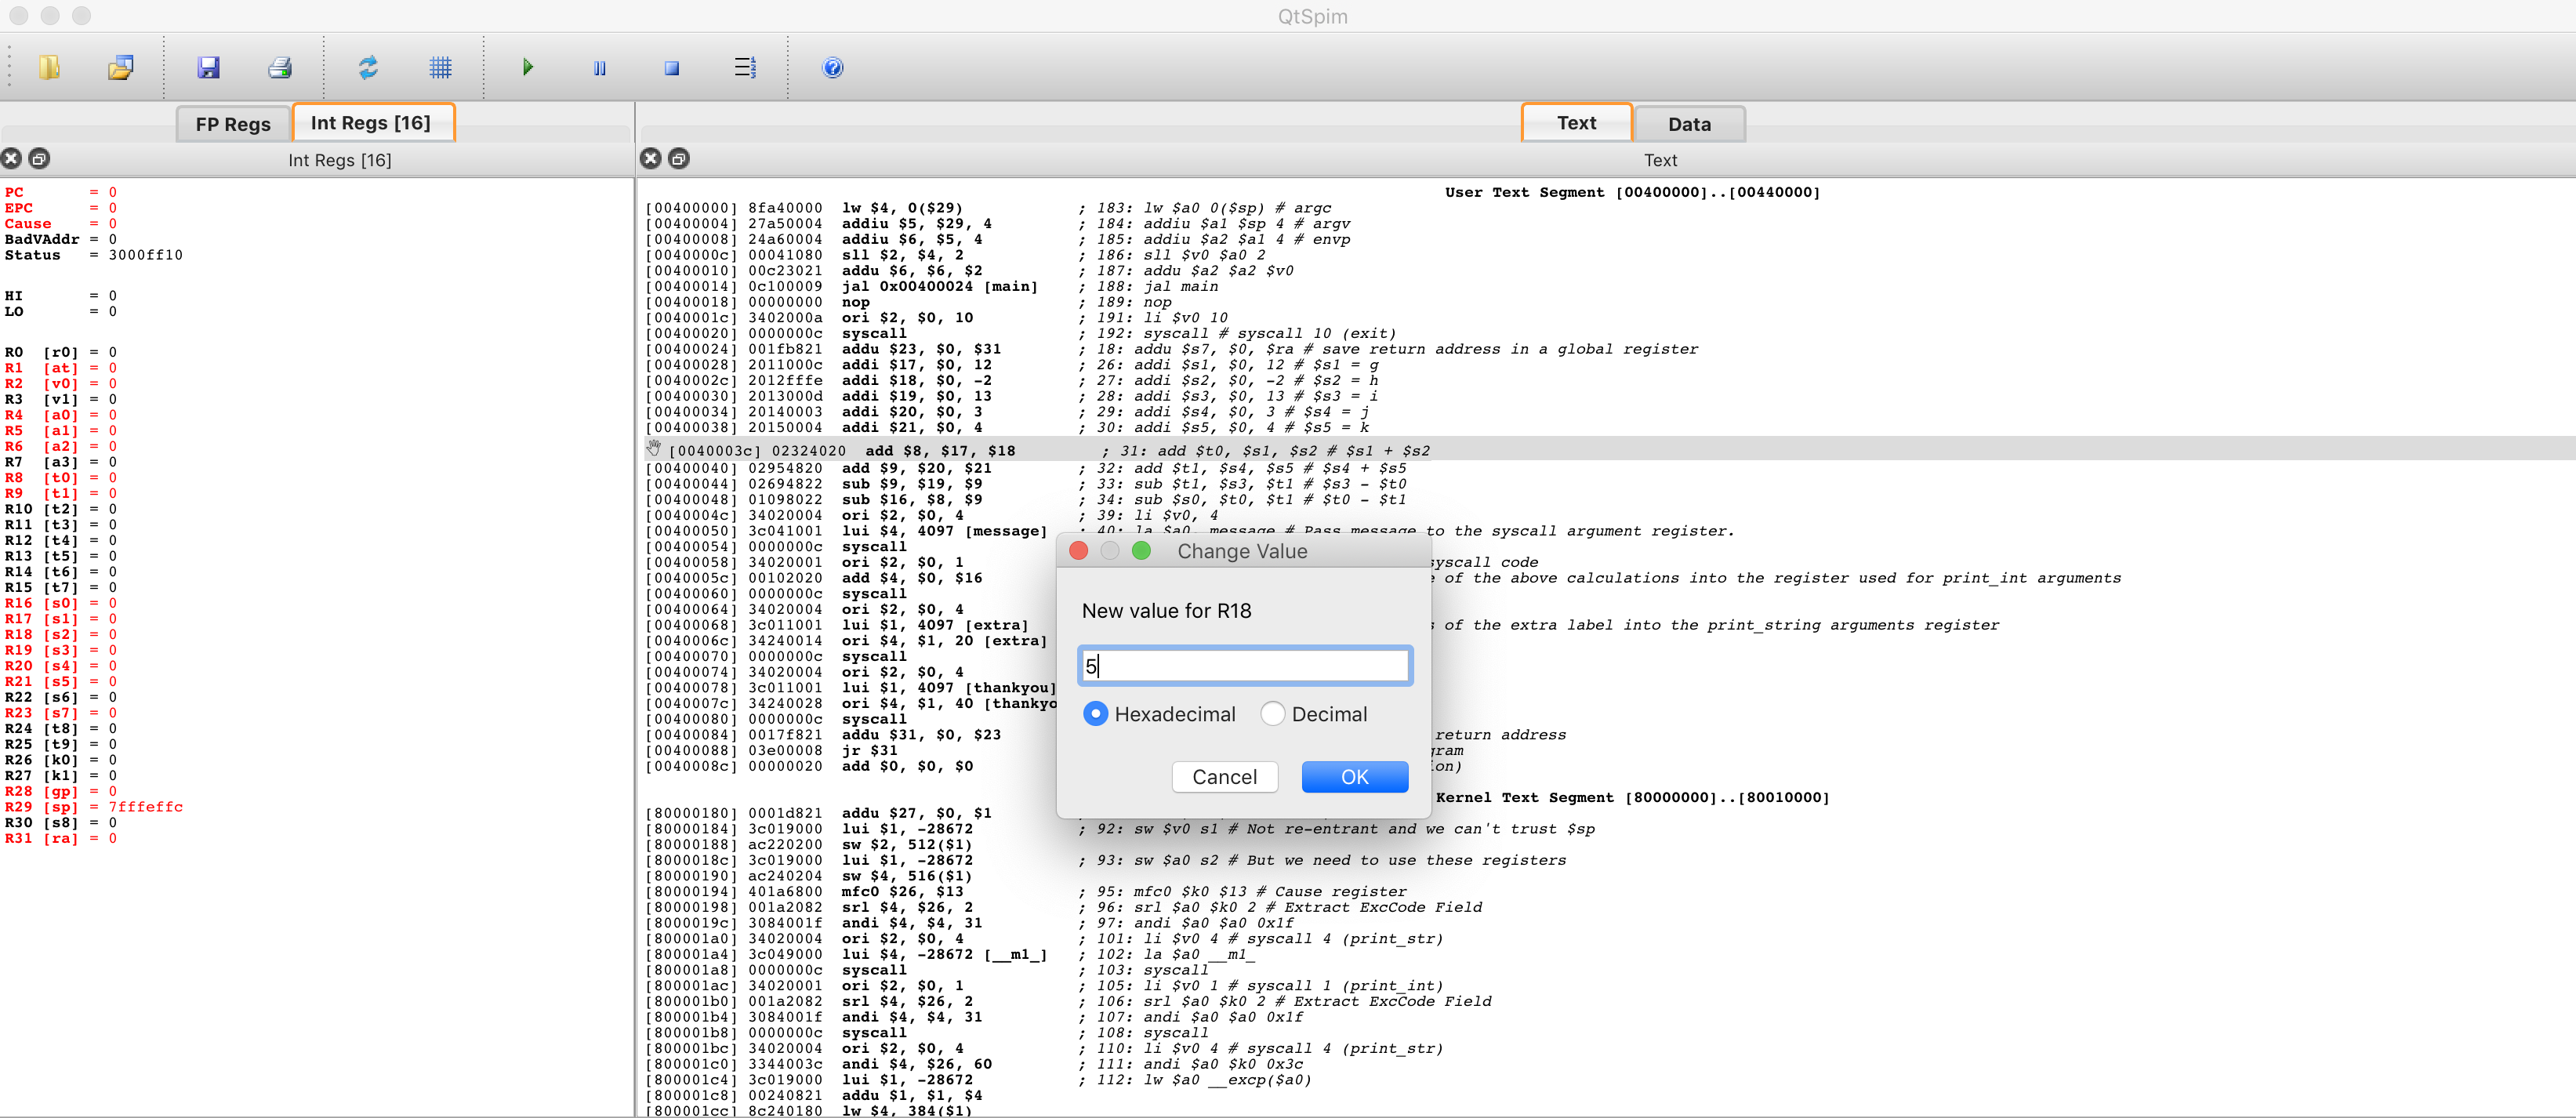 QtSpim
FP Regs
Int Regs [16]
Text
Data
Int Regs [16]
Text
PC = 0
EPC = 0
Cause = 0
BadVAddr = 0
Status = 3000ff10
HI = 0
LO = 0
R0 [r0] = 0
R1 [at] = 0
R2 [v0] = 0
R3 [v1] = 0
R4 [a0] = 0
R5 [a1] = 0
R6 [a2] = 0
R7 [a3] = 0
R8 [t0] = 0
R9 [t1] = 0
R10 [t2] = 0
R11 [t3] = 0
R12 [t4] = 0
R13 [t5] = 0
R14 [t6] = 0
R15 [t7] = 0
R16 [s0] = 0
R17 [s1] = 0
R18 [s2] = 0
R19 [s3] = 0
R20 [s4] = 0
R21 [s5] = 0
R22 [s6] = 0
R23 [s7] = 0
R24 [t8] = 0
R25 [t9] = 0
R26 [k0] = 0
R27 [k1] = 0
R28 [gp] = 0
R29 [sp] = 7fffeffc
R30 [s8] = 0
R31 [ra] = 0
User Text Segment [00400000]..[00440000]
[00400000] 8fa40000 lw $4, 0($29) ; 183: lw $a0 0($sp) # argc
[00400004] 27a50004 addiu $5, $29, 4 ; 184: addiu $a1 $sp 4 # argv
[00400008] 24a60004 addiu $6, $5, 4 ; 185: addiu $a2 $a1 4 # envp
[0040000c] 00041080 sll $2, $4, 2 ; 186: sll $v0 $a0 2
[00400010] 00c23021 addu $6, $6, $2 ; 187: addu $a2 $a2 $v0
[00400014] 0c100009 jal 0x00400024 [main] ; 188: jal main
[00400018] 00000000 nop ; 189: nop
[0040001c] 3402000a ori $2, $0, 10 ; 191: li $v0 10
[00400020] 0000000c syscall ; 192: syscall # syscall 10 (exit)
[00400024] 001fb821 addu $23, $0, $31 ; 18: addu $s7, $0, $ra # save return address in a global register
[00400028] 2011000c addi $17, $0, 12 ; 26: addi $s1, $0, 12 # $s1 = g
[0040002c] 2012fffe addi $18, $0, -2 ; 27: addi $s2, $0, -2 # $s2 = h
[00400030] 2013000d addi $19, $0, 13 ; 28: addi $s3, $0, 13 # $s3 = i
[00400034] 20140003 addi $20, $0, 3 ; 29: addi $s4, $0, 3 # $s4 = j
[00400038] 20150004 addi $21, $0, 4 ; 30: addi $s5, $0, 4 # $s5 = k
[0040003c] 02324020 add $8, $17, $18 ; 31: add $t0, $s1, $s2 # $s1 + $s2
[00400040] 02954820 add $9, $20, $21 ; 32: add $t1, $s4, $s5 # $s4 + $s5
[00400044] 02694822 sub $9, $19, $9 ; 33: sub $t1, $s3, $t1 # $s3 - $t0
[00400048] 01098022 sub $16, $8, $9 ; 34: sub $s0, $t0, $t1 # $t0 - $t1
[0040004c] 34020004 ori $2, $0, 4 ; 39: li $v0, 4
[00400050] 3c041001 lui $4, 4097 [message] ; 40: la $a0, message # Pass message to the syscall argument register.
[00400054] 0000000c syscall
[00400058] 34020001 ori $2, $0, 1 syscall code
[0040005c] 00102020 add $4, $0, $16 of the above calculations into the register used for print_int arguments
[00400060] 0000000c syscall
[00400064] 34020004 ori $2, $0, 4
[00400068] 3c011001 lui $1, 4097 [extra] s of the extra label into the print_string arguments register
[0040006c] 34240014 ori $4, $1, 20 [extra]
[00400070] 0000000c syscall
[00400074] 34020004 ori $2, $0, 4
[00400078] 3c011001 lui $1, 4097 [thankyou]
[0040007c] 34240028 ori $4, $1, 40 [thankyo
[00400080] 0000000c syscall
[00400084] 0017f821 addu $31, $0, $23 return address
[00400088] 03e00008 jr $31 gram
[0040008c] 00000020 add $0, $0, $0 ion)
Kernel Text Segment [80000000]..[80010000]
[80000180] 0001d821 addu $27, $0, $1
[80000184] 3c019000 lui $1, -28672 ; 92: sw $v0 s1 # Not re-entrant and we can't trust $sp
[80000188] ac220200 sw $2, 512($1)
[8000018c] 3c019000 lui $1, -28672 ; 93: sw $a0 s2 # But we need to use these registers
[80000190] ac240204 sw $4, 516($1)
[80000194] 401a6800 mfc0 $26, $13 ; 95: mfc0 $k0 $13 # Cause register
[80000198] 001a2082 srl $4, $26, 2 ; 96: srl $a0 $k0 2 # Extract ExcCode Field
[8000019c] 3084001f andi $4, $4, 31 ; 97: andi $a0 $a0 0x1f
[800001a0] 34020004 ori $2, $0, 4 ; 101: li $v0 4 # syscall 4 (print_str)
[800001a4] 3c049000 lui $4, -28672 [__m1_] ; 102: la $a0 __m1_
[800001a8] 0000000c syscall ; 103: syscall
[800001ac] 34020001 ori $2, $0, 1 ; 105: li $v0 1 # syscall 1 (print_int)
[800001b0] 001a2082 srl $4, $26, 2 ; 106: srl $a0 $k0 2 # Extract ExcCode Field
[800001b4] 3084001f andi $4, $4, 31 ; 107: andi $a0 $a0 0x1f
[800001b8] 0000000c syscall ; 108: syscall
[800001bc] 34020004 ori $2, $0, 4 ; 110: li $v0 4 # syscall 4 (print_str)
[800001c0] 3344003c andi $4, $26, 60 ; 111: andi $a0 $k0 0x3c
[800001c4] 3c019000 lui $1, -28672 ; 112: lw $a0 __excp($a0)
[800001c8] 00240821 addu $1, $1, $4
[800001cc] 8c240180 lw $4, 384($1)
Change Value
New value for R18
5
Hexadecimal
Decimal
Cancel
OK